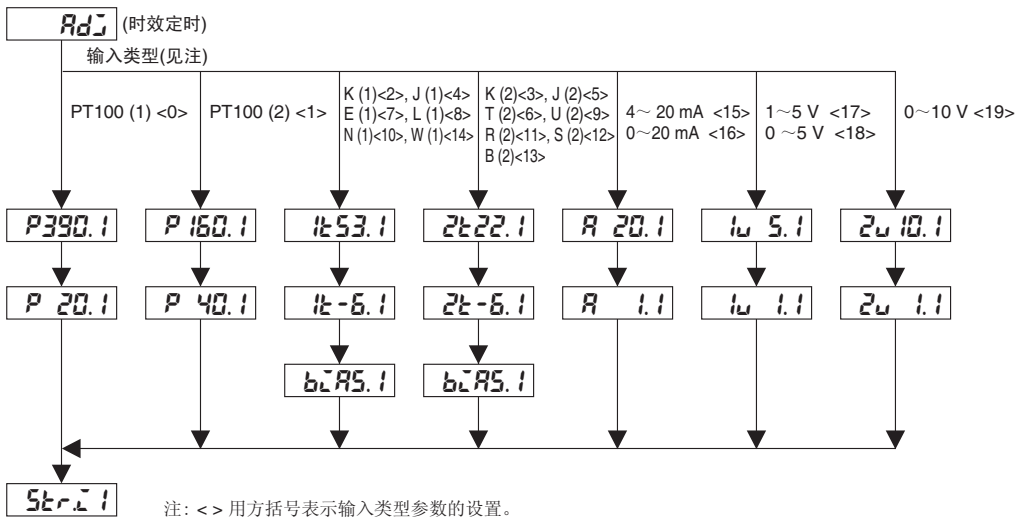 Adj (时效定时)
输入类型(见注)
PT100 (1) <0>
PT100 (2) <1>
K (1)<2>, J (1)<4>
E (1)<7>, L (1)<8>
N (1)<10>, W (1)<14>
K (2)<3>, J (2)<5>
T (2)<6>, U (2)<9>
R (2)<11>, S (2)<12>
B (2)<13>
4～ 20 mA <15>
0～20 mA <16>
1～5 V <17>
0 ～5 V <18>
0～10 V <19>
P390.1 P160.1 1t53.1 2t22.1 A 20.1 1v 5.1 2v 10.1
P 20.1 P 40.1 1t-6.1 2t-6.1 A 1.1 1v 1.1 2v 1.1
biAS.1 biAS.1
Str.i 1
注: < > 用方括号表示输入类型参数的设置。